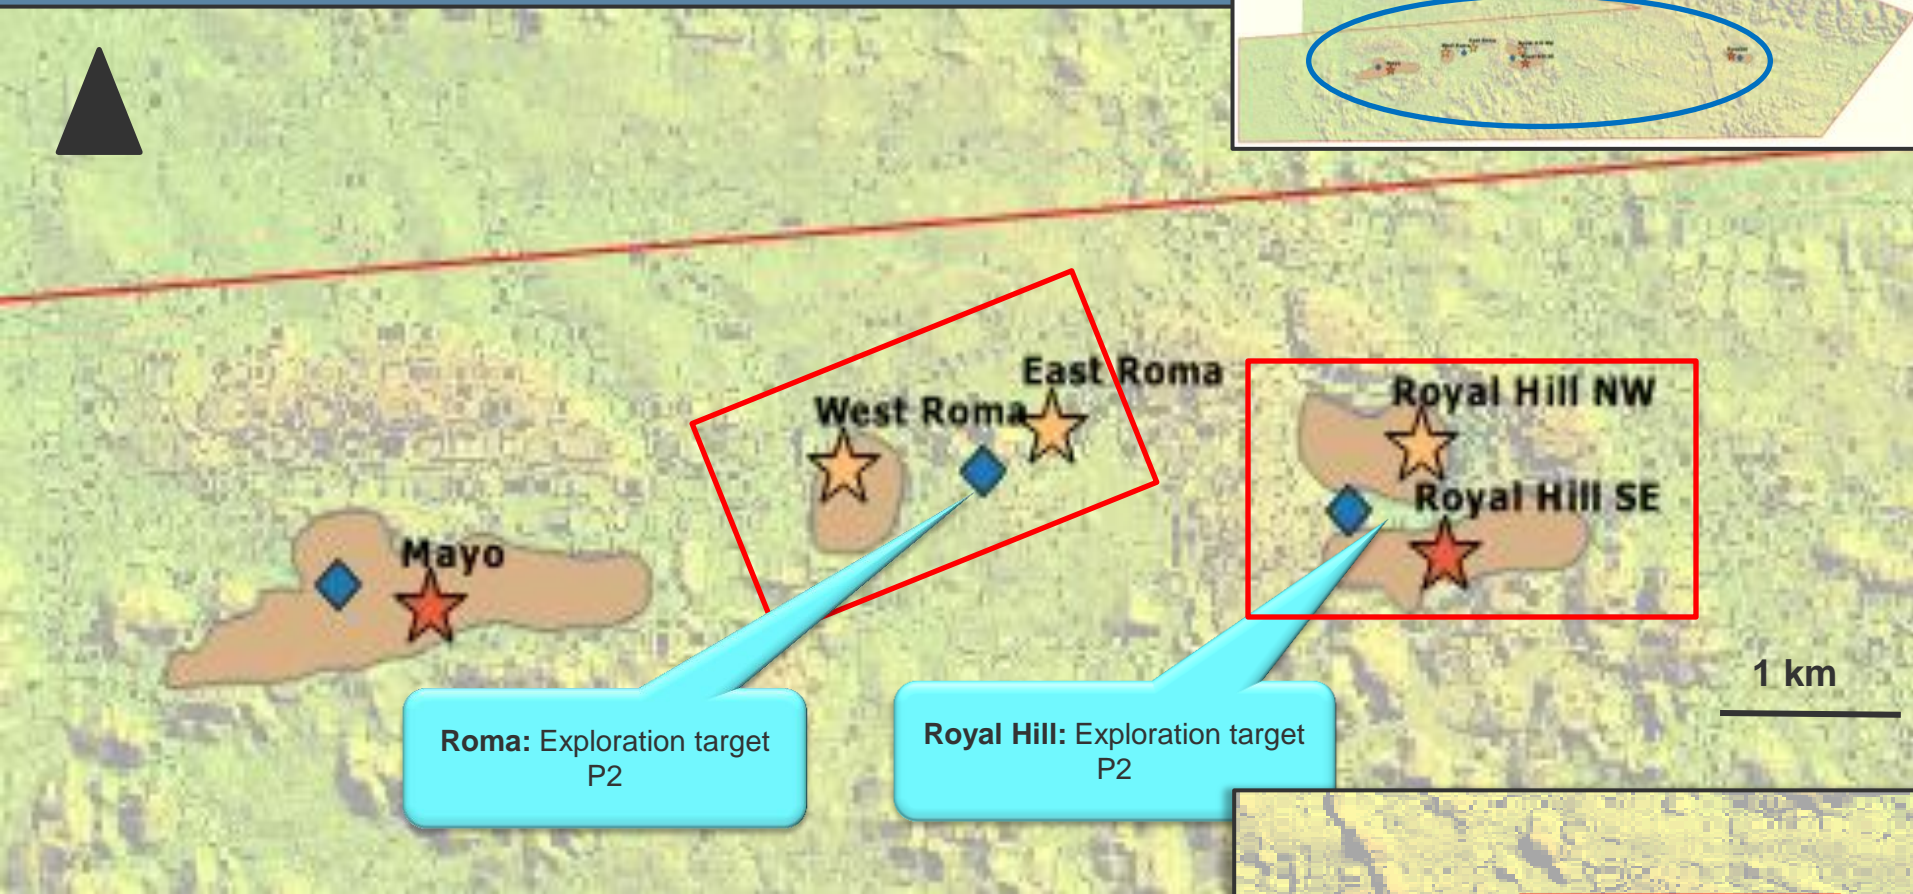 East Roma
West Roma
Royal Hill NW
Royal Hill SE
Mayo
1 km
Roma: Exploration target
P2
Royal Hill: Exploration target
P2